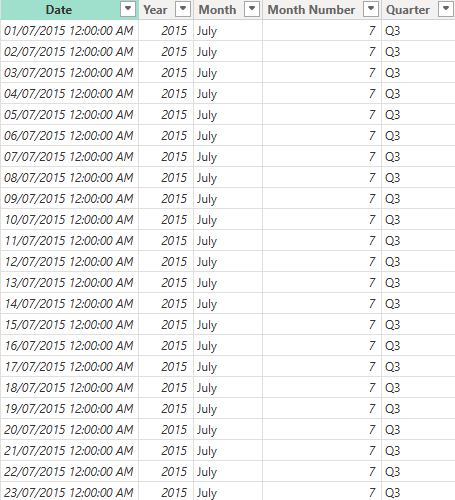 Date Year Month Month Number Quarter
01/07/2015 12:00:00 AM 2015 July 7 Q3
02/07/2015 12:00:00 AM 2015 July 7 Q3
03/07/2015 12:00:00 AM 2015 July 7 Q3
04/07/2015 12:00:00 AM 2015 July 7 Q3
05/07/2015 12:00:00 AM 2015 July 7 Q3
06/07/2015 12:00:00 AM 2015 July 7 Q3
07/07/2015 12:00:00 AM 2015 July 7 Q3
08/07/2015 12:00:00 AM 2015 July 7 Q3
09/07/2015 12:00:00 AM 2015 July 7 Q3
10/07/2015 12:00:00 AM 2015 July 7 Q3
11/07/2015 12:00:00 AM 2015 July 7 Q3
12/07/2015 12:00:00 AM 2015 July 7 Q3
13/07/2015 12:00:00 AM 2015 July 7 Q3
14/07/2015 12:00:00 AM 2015 July 7 Q3
15/07/2015 12:00:00 AM 2015 July 7 Q3
16/07/2015 12:00:00 AM 2015 July 7 Q3
17/07/2015 12:00:00 AM 2015 July 7 Q3
18/07/2015 12:00:00 AM 2015 July 7 Q3
19/07/2015 12:00:00 AM 2015 July 7 Q3
20/07/2015 12:00:00 AM 2015 July 7 Q3
21/07/2015 12:00:00 AM 2015 July 7 Q3
22/07/2015 12:00:00 AM 2015 July 7 Q3
23/07/2015 12:00:00 AM 2015 July 7 Q3